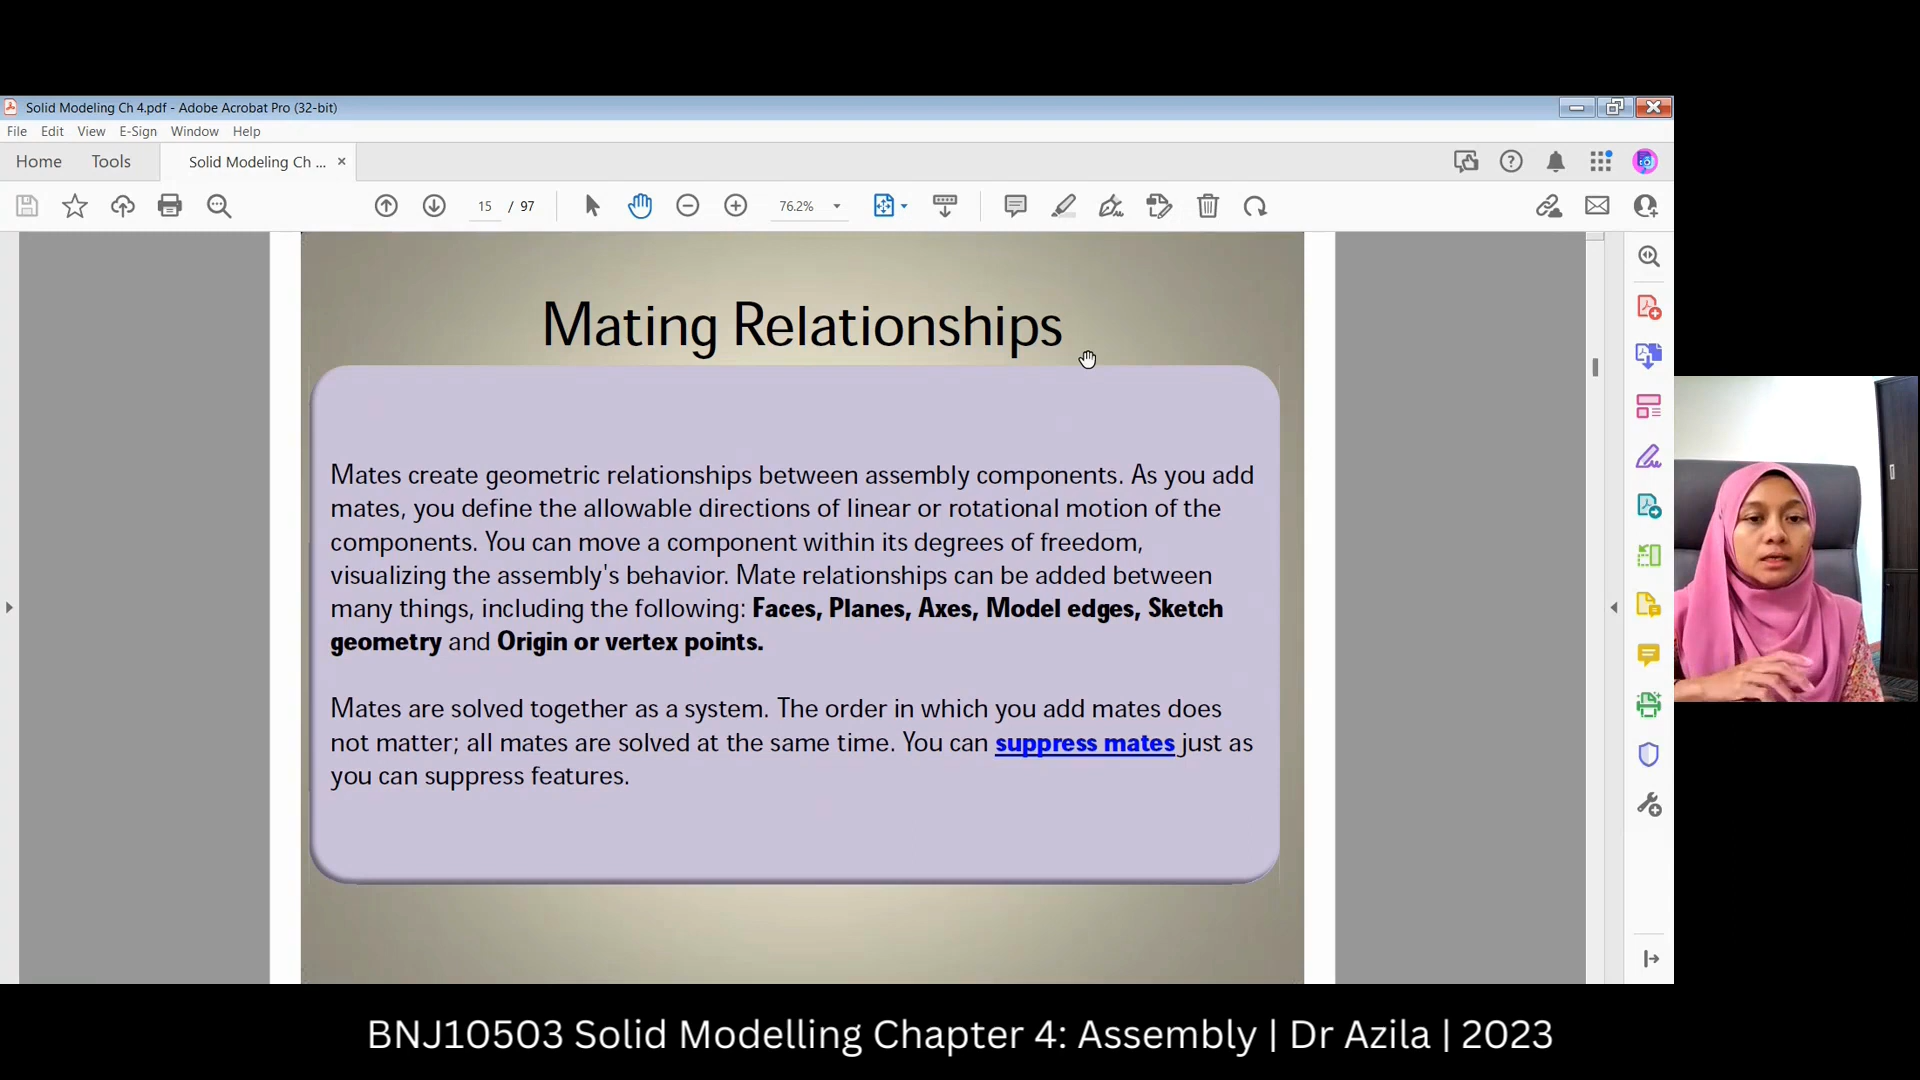 Solid Modeling Ch 4.pdf - Adobe Acrobat Pro (32-bit)
File Edit View E-Sign Window Help
Home Tools Solid Modeling Ch ... ×
15 / 97 76.2%
Mating Relationships
Mates create geometric relationships between assembly components. As you add
mates, you define the allowable directions of linear or rotational motion of the
components. You can move a component within its degrees of freedom,
visualizing the assembly's behavior. Mate relationships can be added between
many things, including the following: Faces, Planes, Axes, Model edges, Sketch
geometry and Origin or vertex points.
Mates are solved together as a system. The order in which you add mates does
not matter; all mates are solved at the same time. You can suppress mates just as
you can suppress features.
BNJ10503 Solid Modelling Chapter 4: Assembly | Dr Azila | 2023